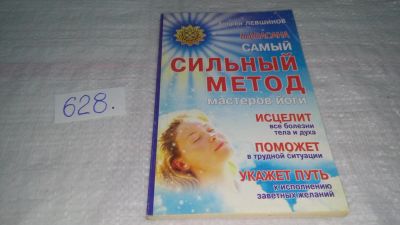 628.
ЛЕВШИНОВ
САМЫЙ
СИЛЬНЫЙ
МЕТОД
мастеров йоги
ИСЦЕЛИТ
все болезни
тела и духа
ПОМОЖЕТ
в трудной ситуации
УКАЖЕТ ПУТЬ
к исполнению
заветных желаний